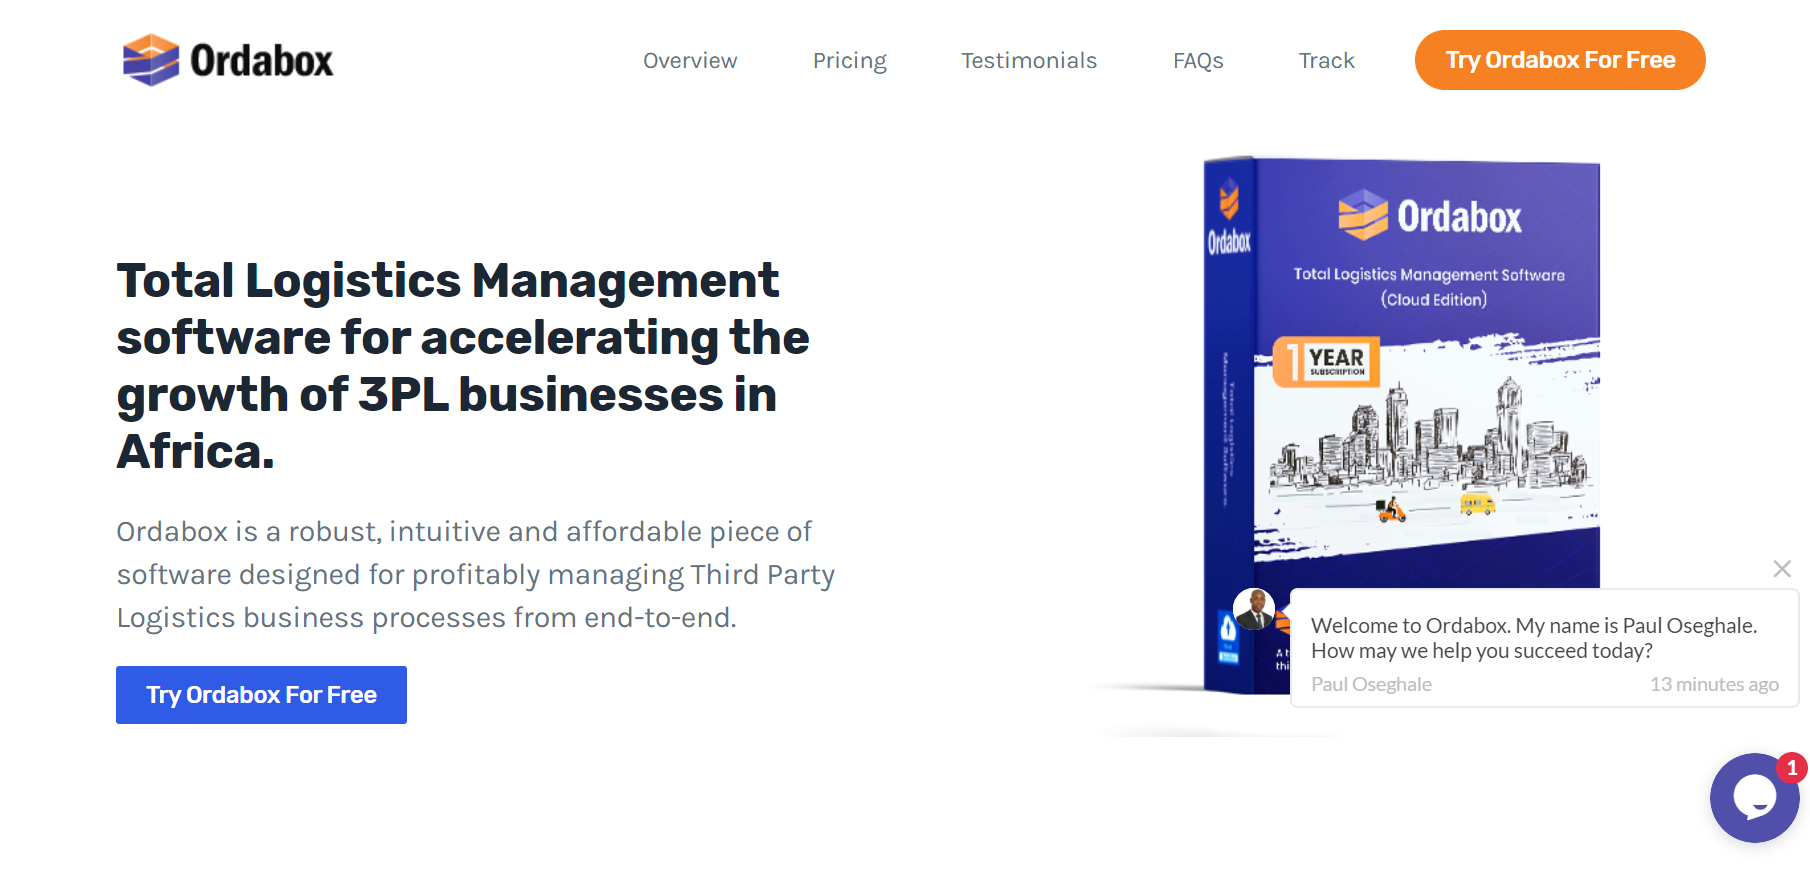 Ordabox
Overview
Pricing
Testimonials
FAQs
Track
Try Ordabox For Free
Total Logistics Management
software for accelerating the
growth of 3PL businesses in
Africa.
Ordabox is a robust, intuitive and affordable piece of
software designed for profitably managing Third Party
Logistics business processes from end-to-end.
Try Ordabox For Free
Ordabox
Ordabox
Total Logistics Management Software
(Cloud Edition)
1 YEAR
SUBSCRIPTION
Total Logistics
Management Software.
Welcome to Ordabox. My name is Paul Oseghale.
How may we help you succeed today?
Paul Oseghale
13 minutes ago
1